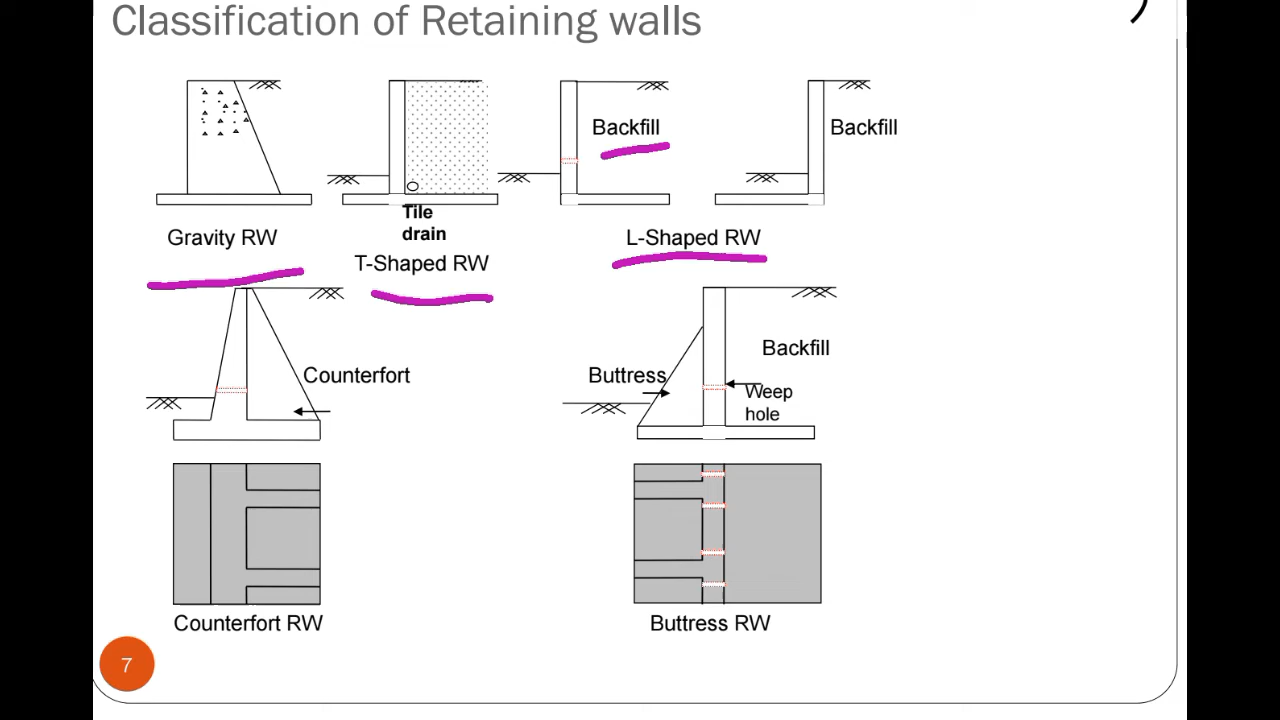 Classification of Retaining walls
Backfill
Backfill
Tile
drain
Gravity RW
L-Shaped RW
T-Shaped RW
Counterfort
Buttress
Backfill
Weep
hole
Counterfort RW
Buttress RW
7